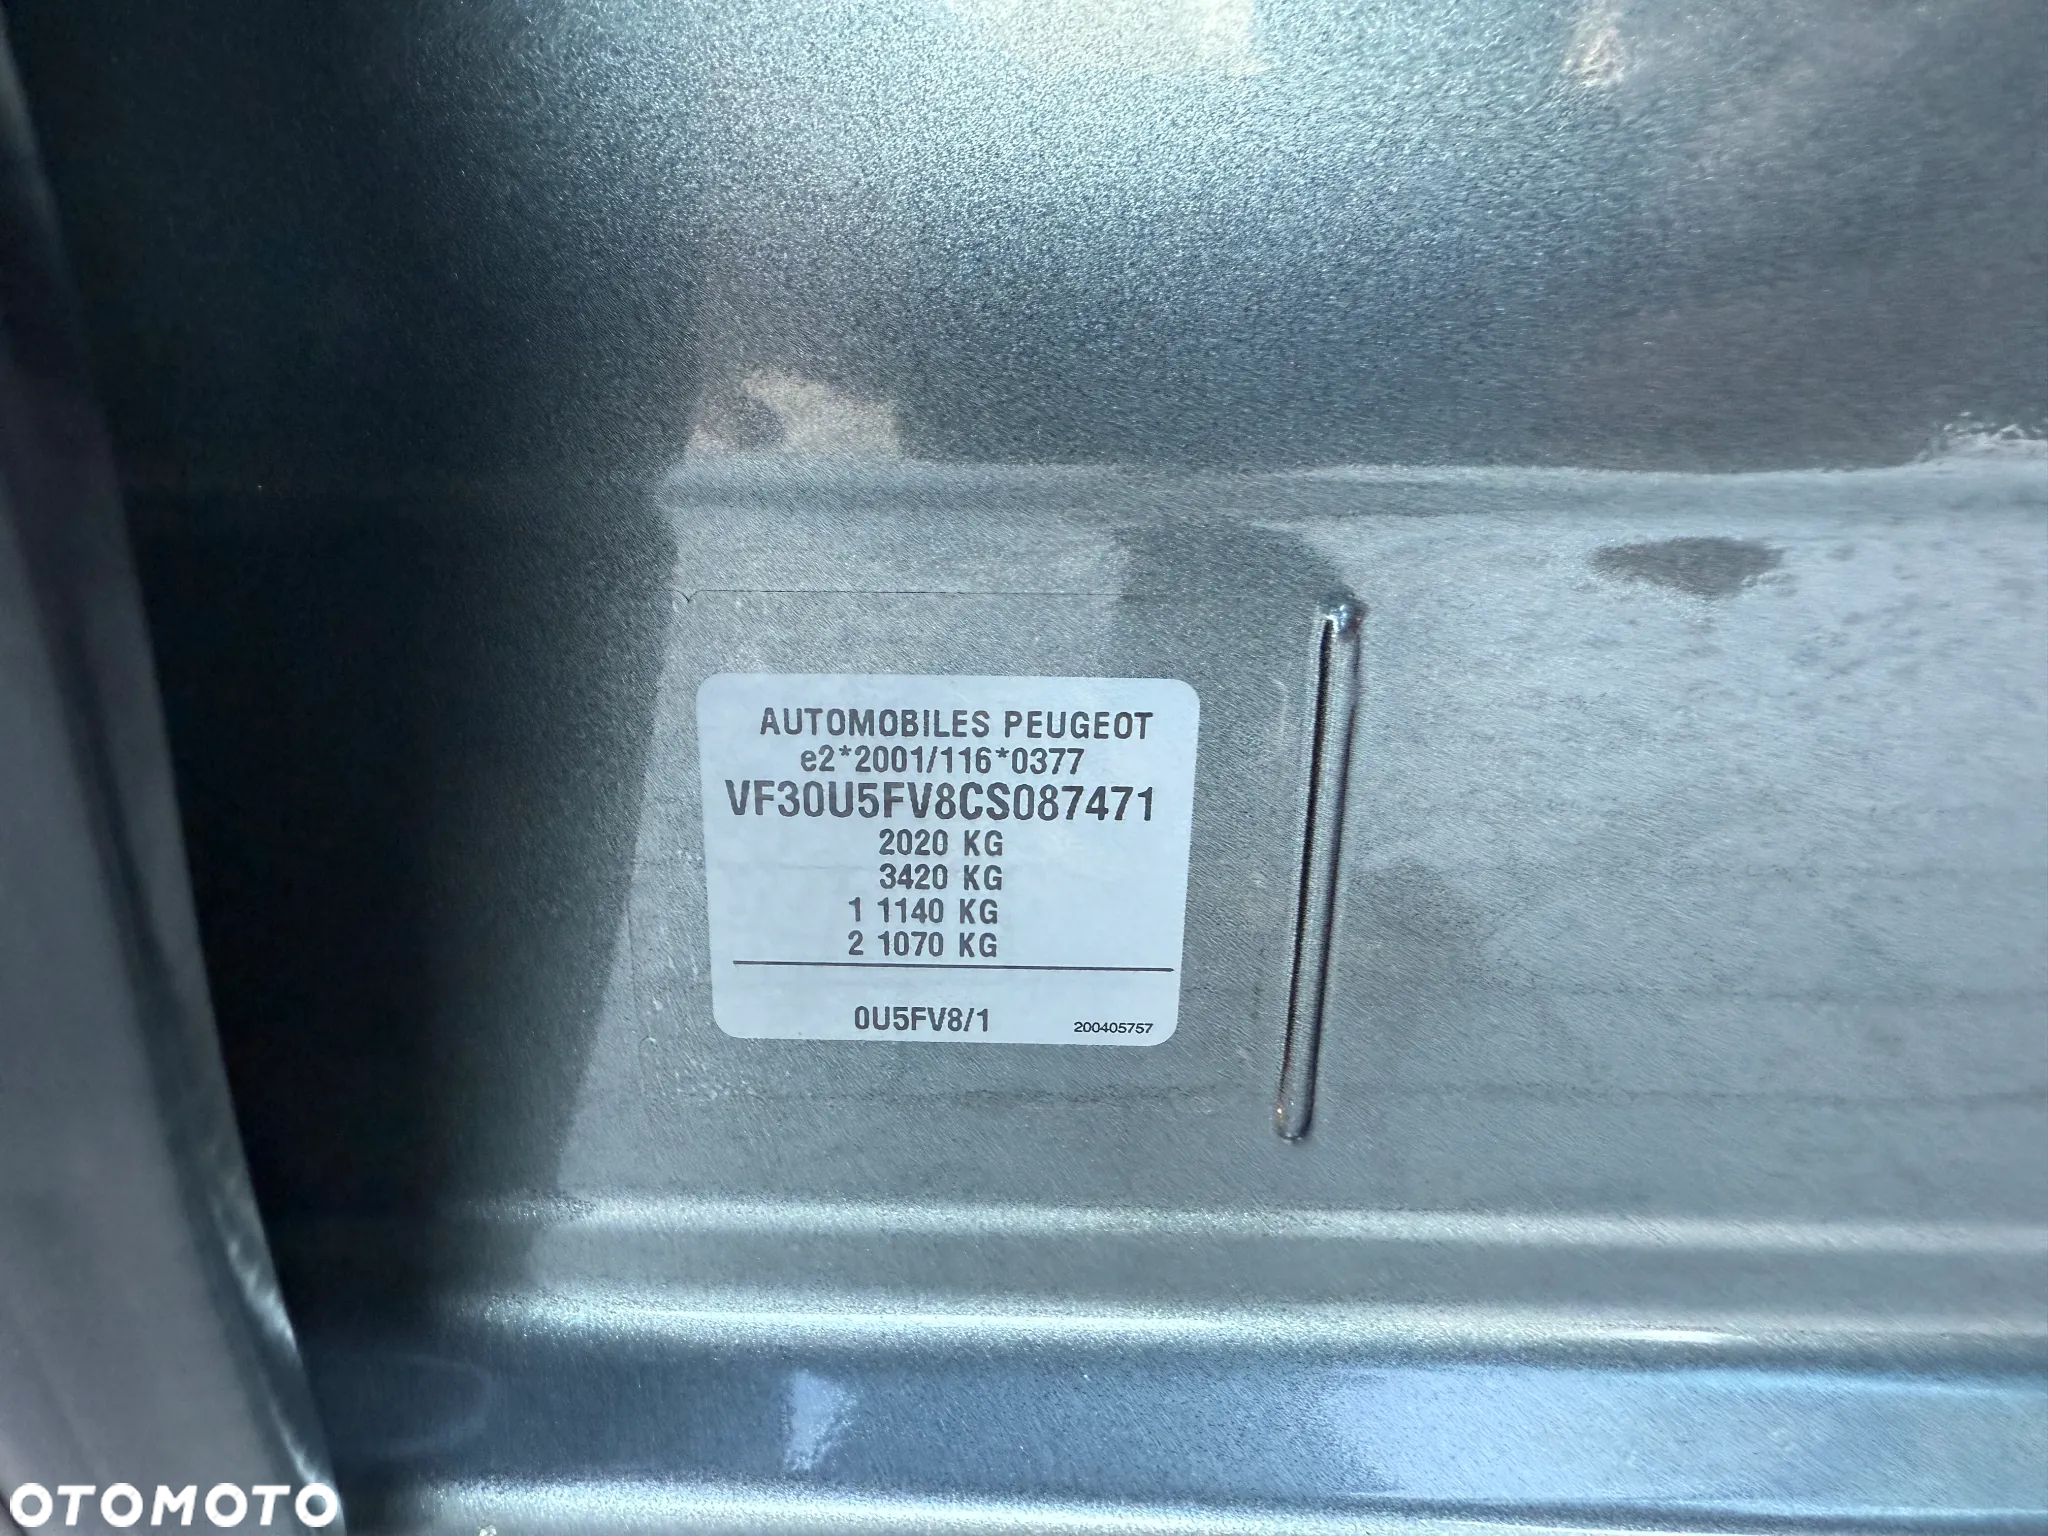 AUTOMOBILES PEUGEOT
e2*2001/116*0377
VF30U5FV8CS087471
2020 KG
3420 KG
1 1140 KG
2 1070 KG
0U5FV8/1
200405757
OTOMOTO